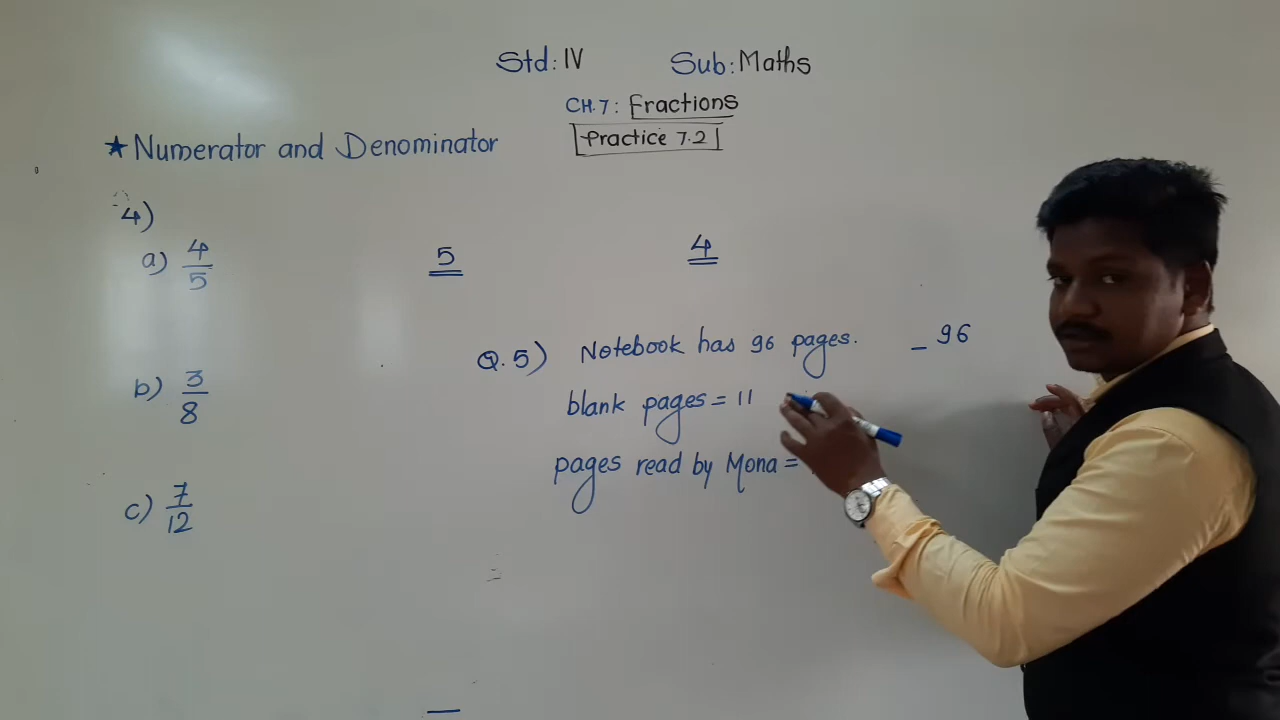 Std: IV Sub: Maths
CH.7: Fractions
Practice 7.2
★ Numerator and Denominator
4)
a) 4/5 5 4
Q. 5) Notebook has 96 pages. _ 96
b) 3/8 blank pages = 11
pages read by Mona =
c) 7/12